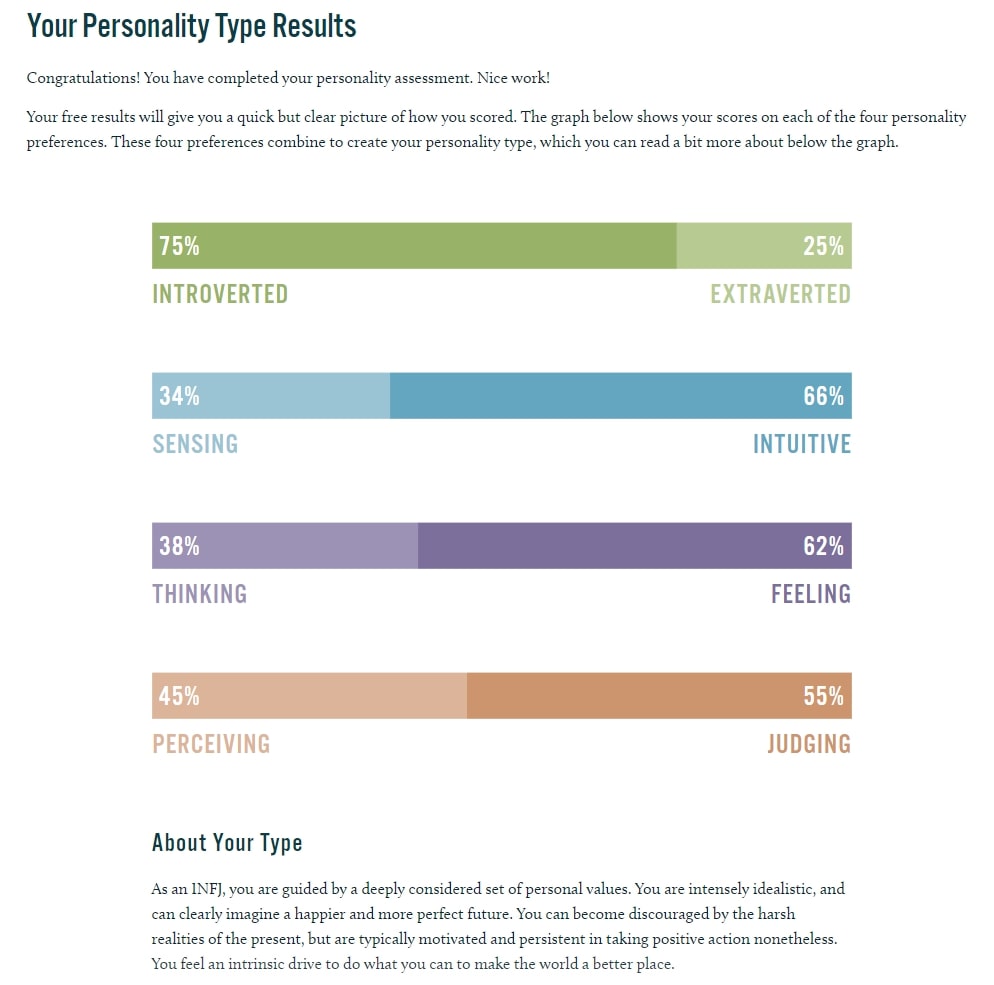 Your Personality Type Results
Congratulations! You have completed your personality assessment. Nice work!
Your free results will give you a quick but clear picture of how you scored. The graph below shows your scores on each of the four personality
preferences. These four preferences combine to create your personality type, which you can read a bit more about below the graph.
75% 25%
INTROVERTED EXTRAVERTED
34% 66%
SENSING INTUITIVE
38% 62%
THINKING FEELING
45% 55%
PERCEIVING JUDGING
About Your Type
As an INFJ, you are guided by a deeply considered set of personal values. You are intensely idealistic, and
can clearly imagine a happier and more perfect future. You can become discouraged by the harsh
realities of the present, but are typically motivated and persistent in taking positive action nonetheless.
You feel an intrinsic drive to do what you can to make the world a better place.